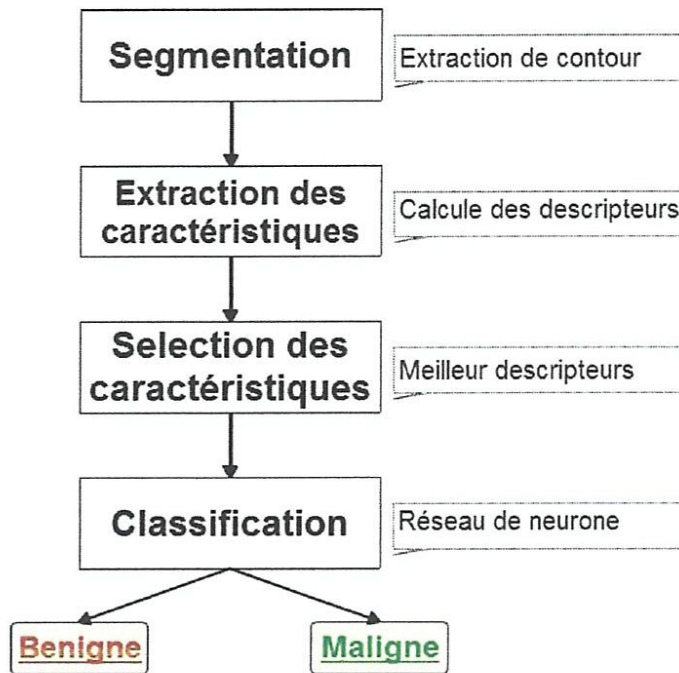 Segmentation
Extraction de contour
Extraction des
caractéristiques
Calcule des descripteurs
Selection des
caractéristiques
Meilleur descripteurs
Classification
Réseau de neurone
Benigne
Maligne